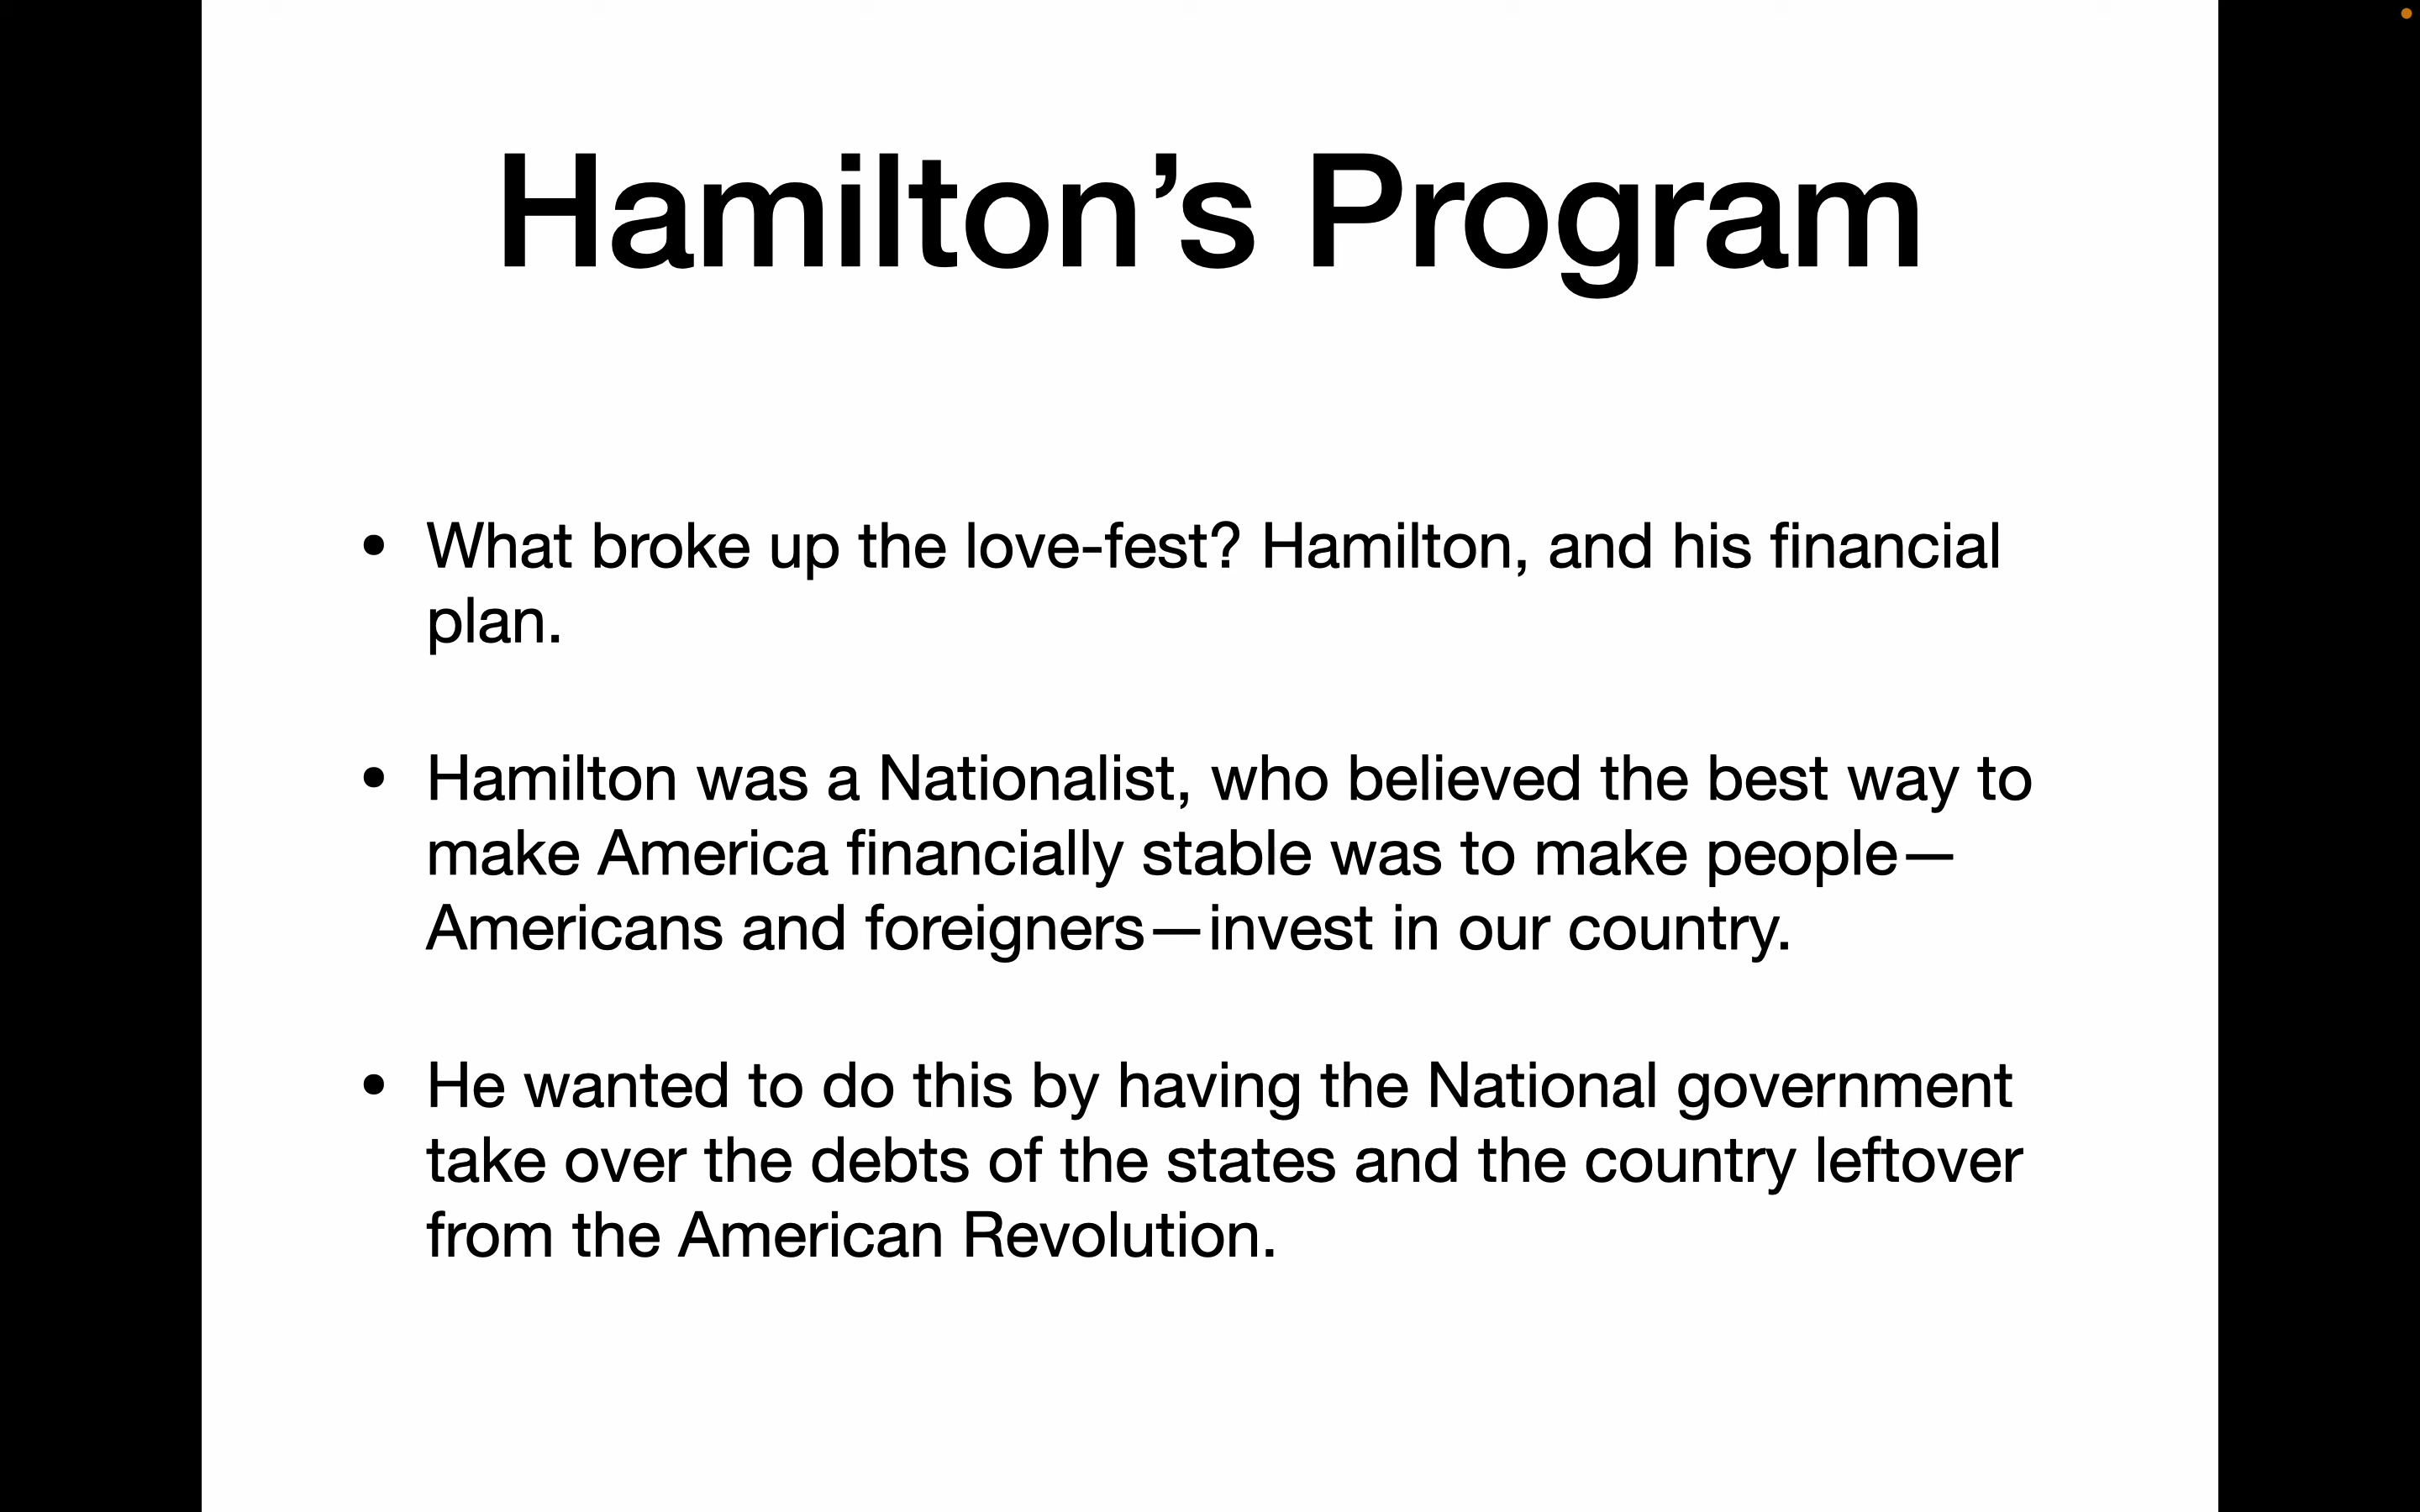 Hamilton’s Program
• What broke up the love-fest? Hamilton, and his financial
plan.
• Hamilton was a Nationalist, who believed the best way to
make America financially stable was to make people—
Americans and foreigners—invest in our country.
• He wanted to do this by having the National government
take over the debts of the states and the country leftover
from the American Revolution.